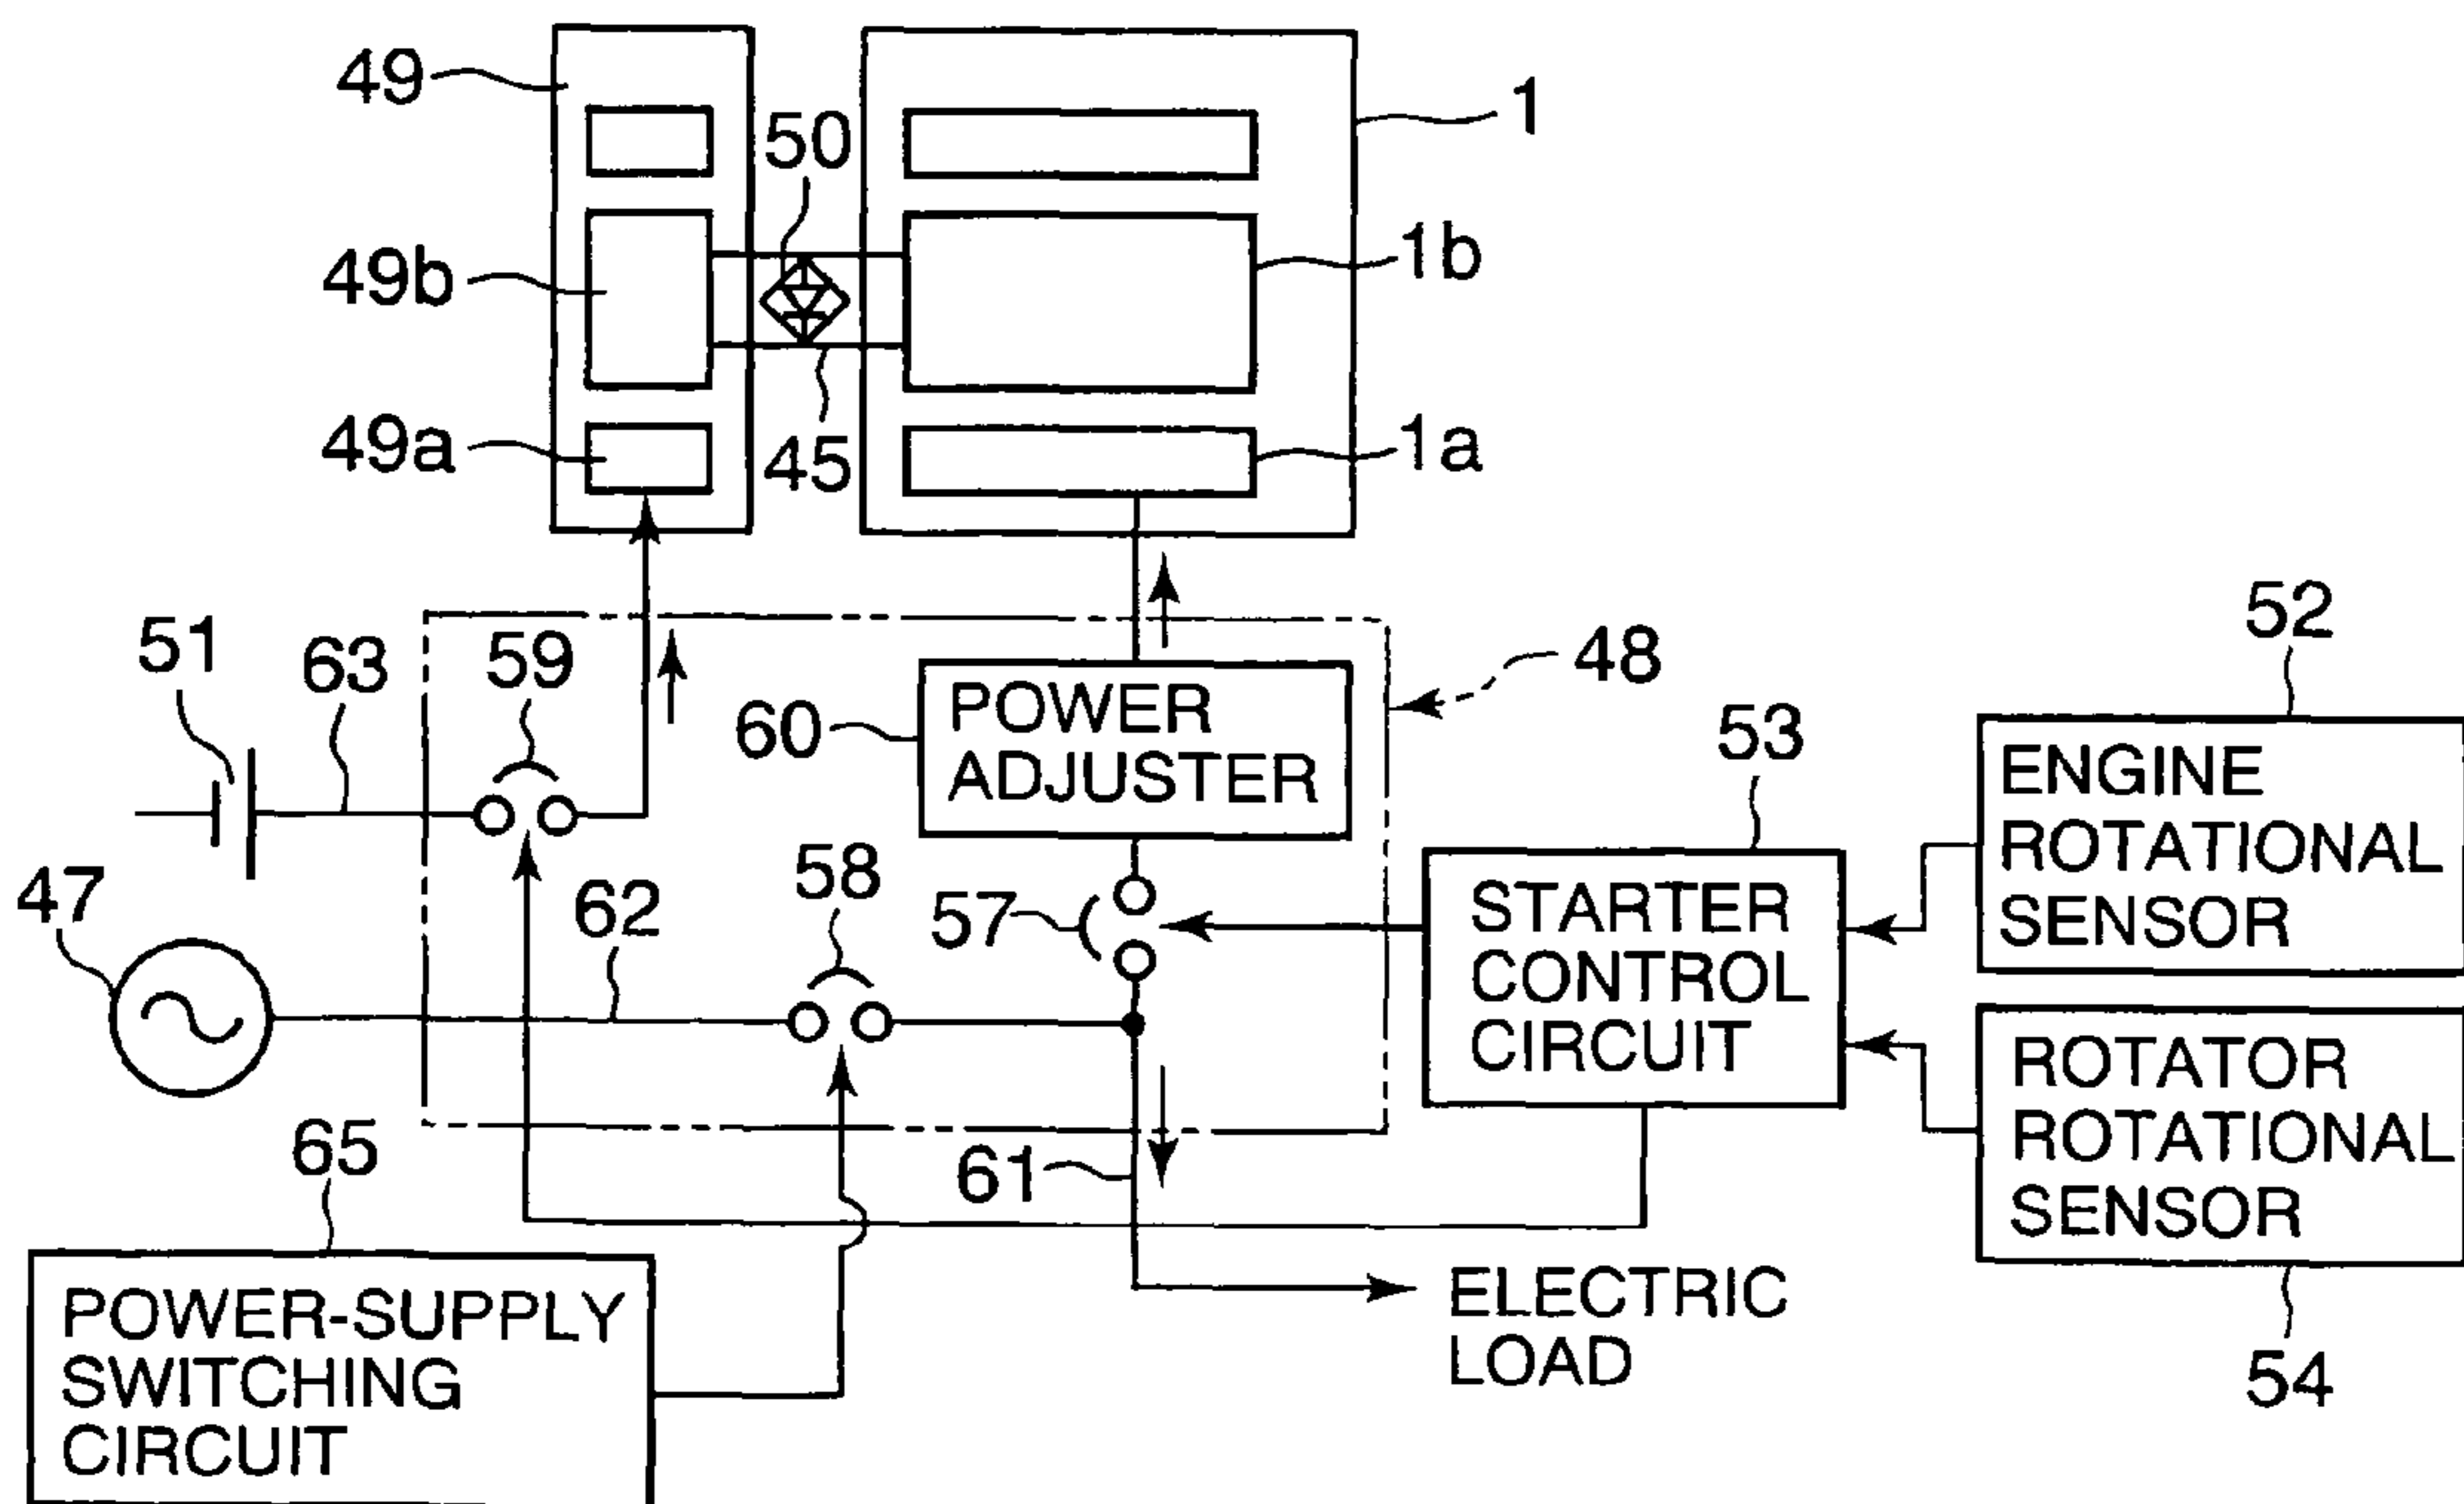 49
50
1
49b
1b
49a
45
1a
51
63
59
48
52
60
POWER
ADJUSTER
53
ENGINE
ROTATIONAL
SENSOR
47
62
58
57
STARTER
CONTROL
CIRCUIT
ROTATOR
ROTATIONAL
SENSOR
65
61
54
POWER-SUPPLY
SWITCHING
CIRCUIT
ELECTRIC
LOAD